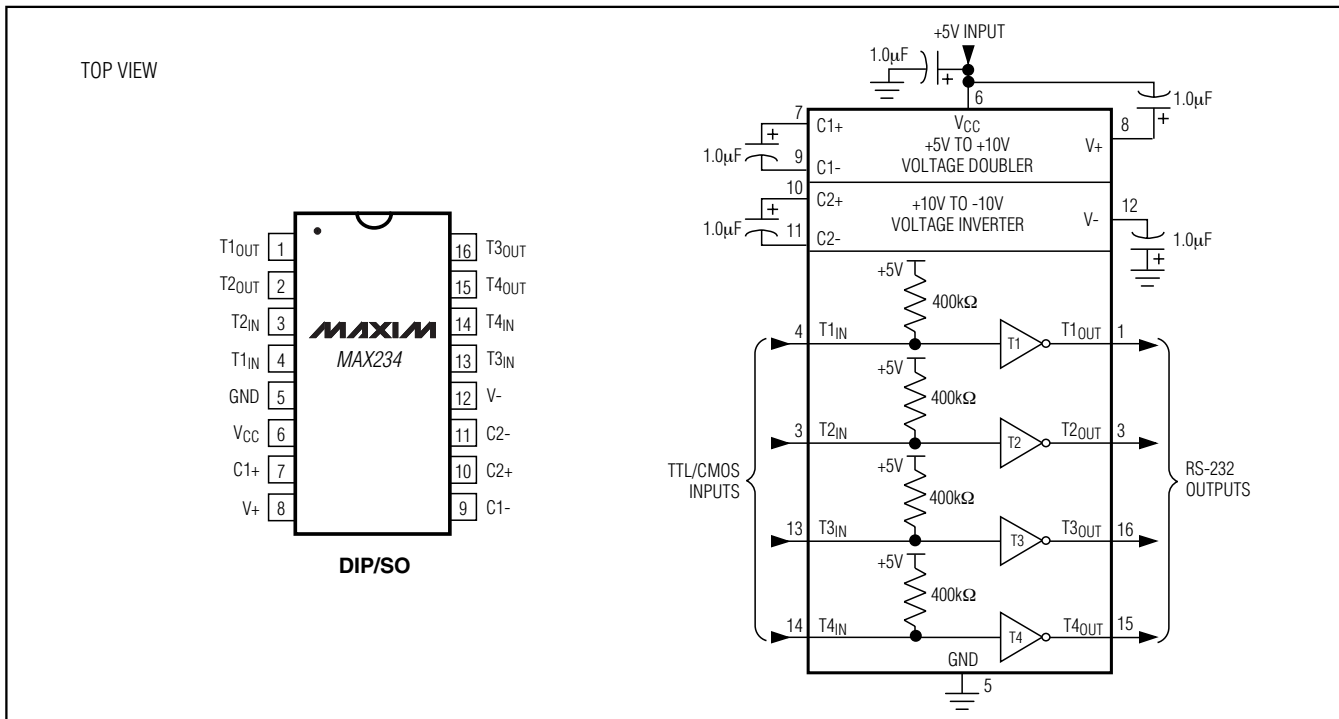 TOP VIEW
T1OUT 1
T2OUT 2
T2IN 3
T1IN 4
GND 5
VCC 6
C1+ 7
V+ 8
16 T3OUT
15 T4OUT
14 T4IN
13 T3IN
12 V-
11 C2-
10 C2+
9 C1-
MAXIM
MAX234
DIP/SO
+5V INPUT
1.0µF
+
6
1.0µF
+
7 C1+
+
1.0µF
9 C1-
VCC
+5V TO +10V
VOLTAGE DOUBLER
V+ 8
10 C2+
+
1.0µF
11 C2-
+10V TO -10V
VOLTAGE INVERTER
V- 12
1.0µF
+
+5V
400kΩ
4 T1IN T1 T1OUT 1
+5V
400kΩ
3 T2IN T2 T2OUT 3
+5V
400kΩ
13 T3IN T3 T3OUT 16
+5V
400kΩ
14 T4IN T4 T4OUT 15
TTL/CMOS
INPUTS
RS-232
OUTPUTS
GND
5